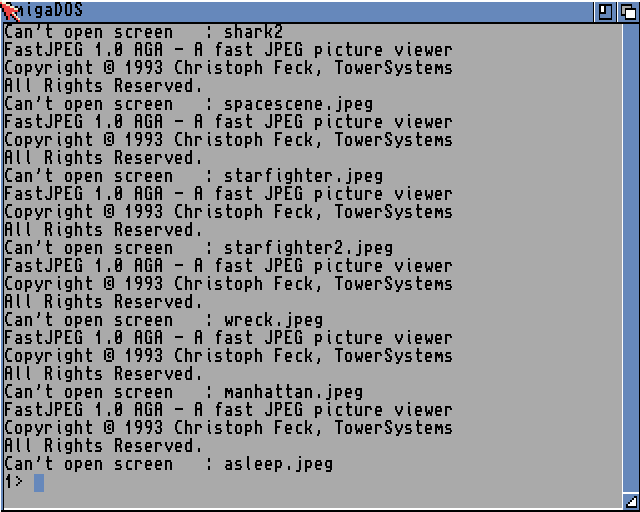 AmigaDOS
Can't open screen   : shark2
FastJPEG 1.0 AGA - A fast JPEG picture viewer
Copyright © 1993 Christoph Feck, TowerSystems
All Rights Reserved.
Can't open screen   : spacescene.jpeg
FastJPEG 1.0 AGA - A fast JPEG picture viewer
Copyright © 1993 Christoph Feck, TowerSystems
All Rights Reserved.
Can't open screen   : starfighter.jpeg
FastJPEG 1.0 AGA - A fast JPEG picture viewer
Copyright © 1993 Christoph Feck, TowerSystems
All Rights Reserved.
Can't open screen   : starfighter2.jpeg
FastJPEG 1.0 AGA - A fast JPEG picture viewer
Copyright © 1993 Christoph Feck, TowerSystems
All Rights Reserved.
Can't open screen   : wreck.jpeg
FastJPEG 1.0 AGA - A fast JPEG picture viewer
Copyright © 1993 Christoph Feck, TowerSystems
All Rights Reserved.
Can't open screen   : manhattan.jpeg
FastJPEG 1.0 AGA - A fast JPEG picture viewer
Copyright © 1993 Christoph Feck, TowerSystems
All Rights Reserved.
Can't open screen   : asleep.jpeg
1>